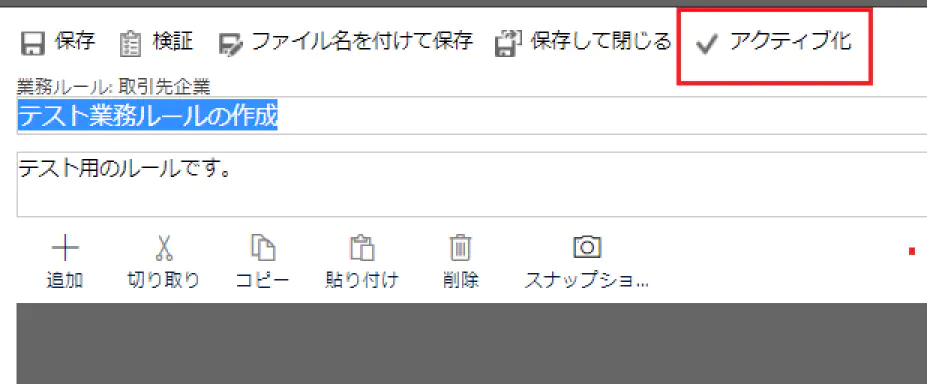 保存 検証 ファイル名を付けて保存 保存して閉じる アクティブ化
業務ルール: 取引先企業
テスト業務ルールの作成
テスト用のルールです。
追加 切り取り コピー 貼り付け 削除 スナップショ...